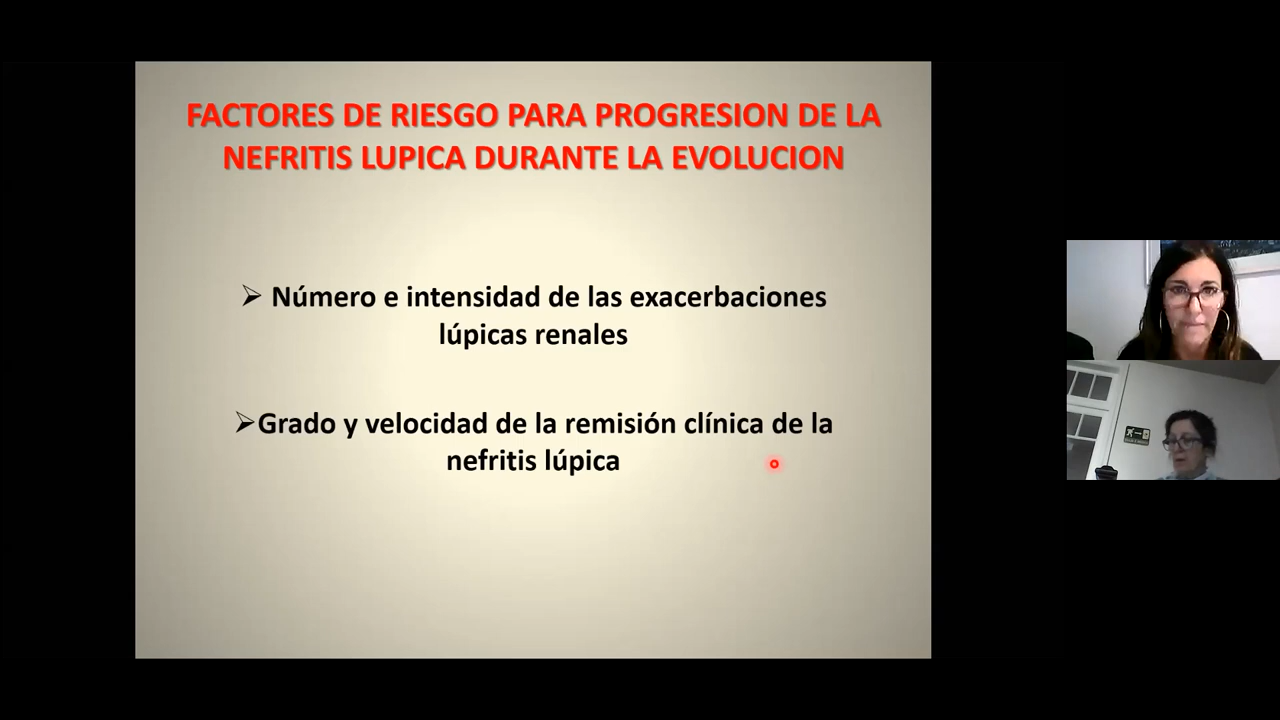 FACTORES DE RIESGO PARA PROGRESION DE LA
NEFRITIS LUPICA DURANTE LA EVOLUCION
➢ Número e intensidad de las exacerbaciones
lúpicas renales
➢Grado y velocidad de la remisión clínica de la
nefritis lúpica